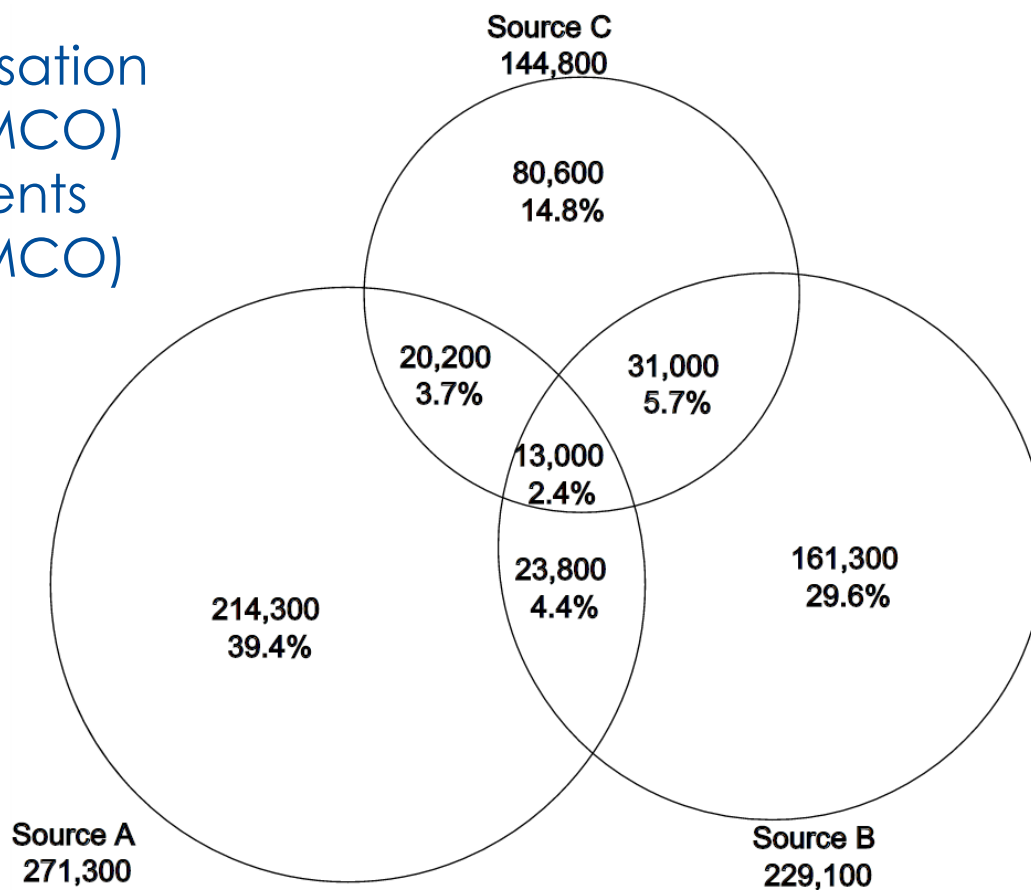 sation
MCO)
ents
MCO)
Source C
144,800
80,600
14.8%
20,200
3.7%
31,000
5.7%
13,000
2.4%
23,800
4.4%
161,300
29.6%
214,300
39.4%
Source A
271,300
Source B
229,100